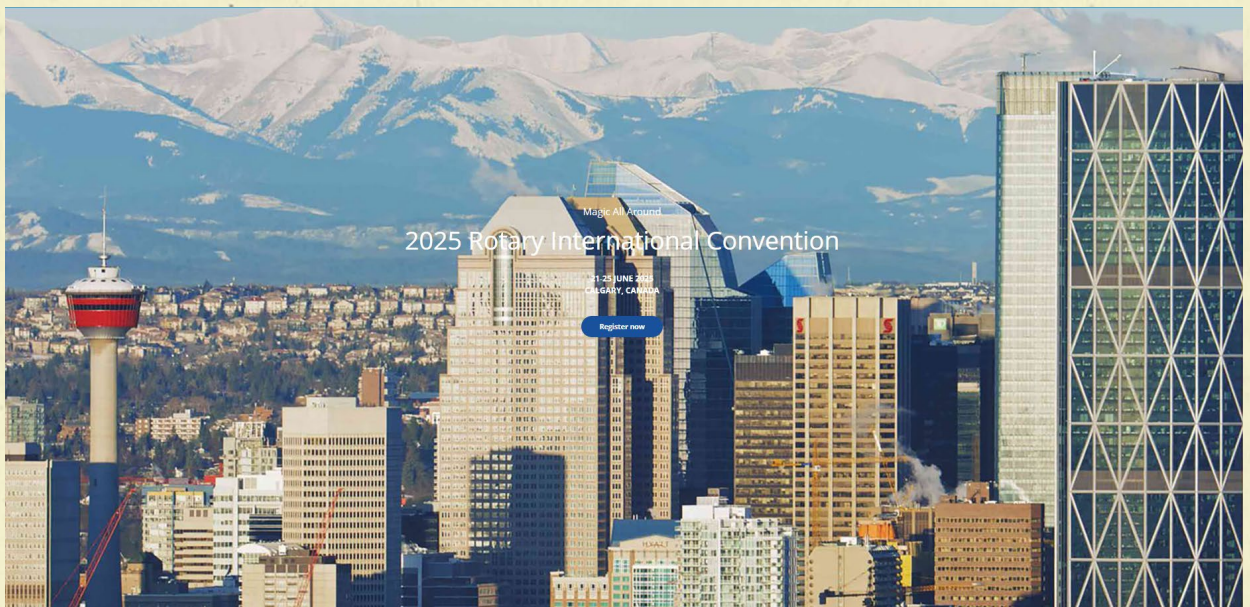 Magic All Around
2025 Rotary International Convention
21-25 JUNE 2025
CALGARY, CANADA
Register now